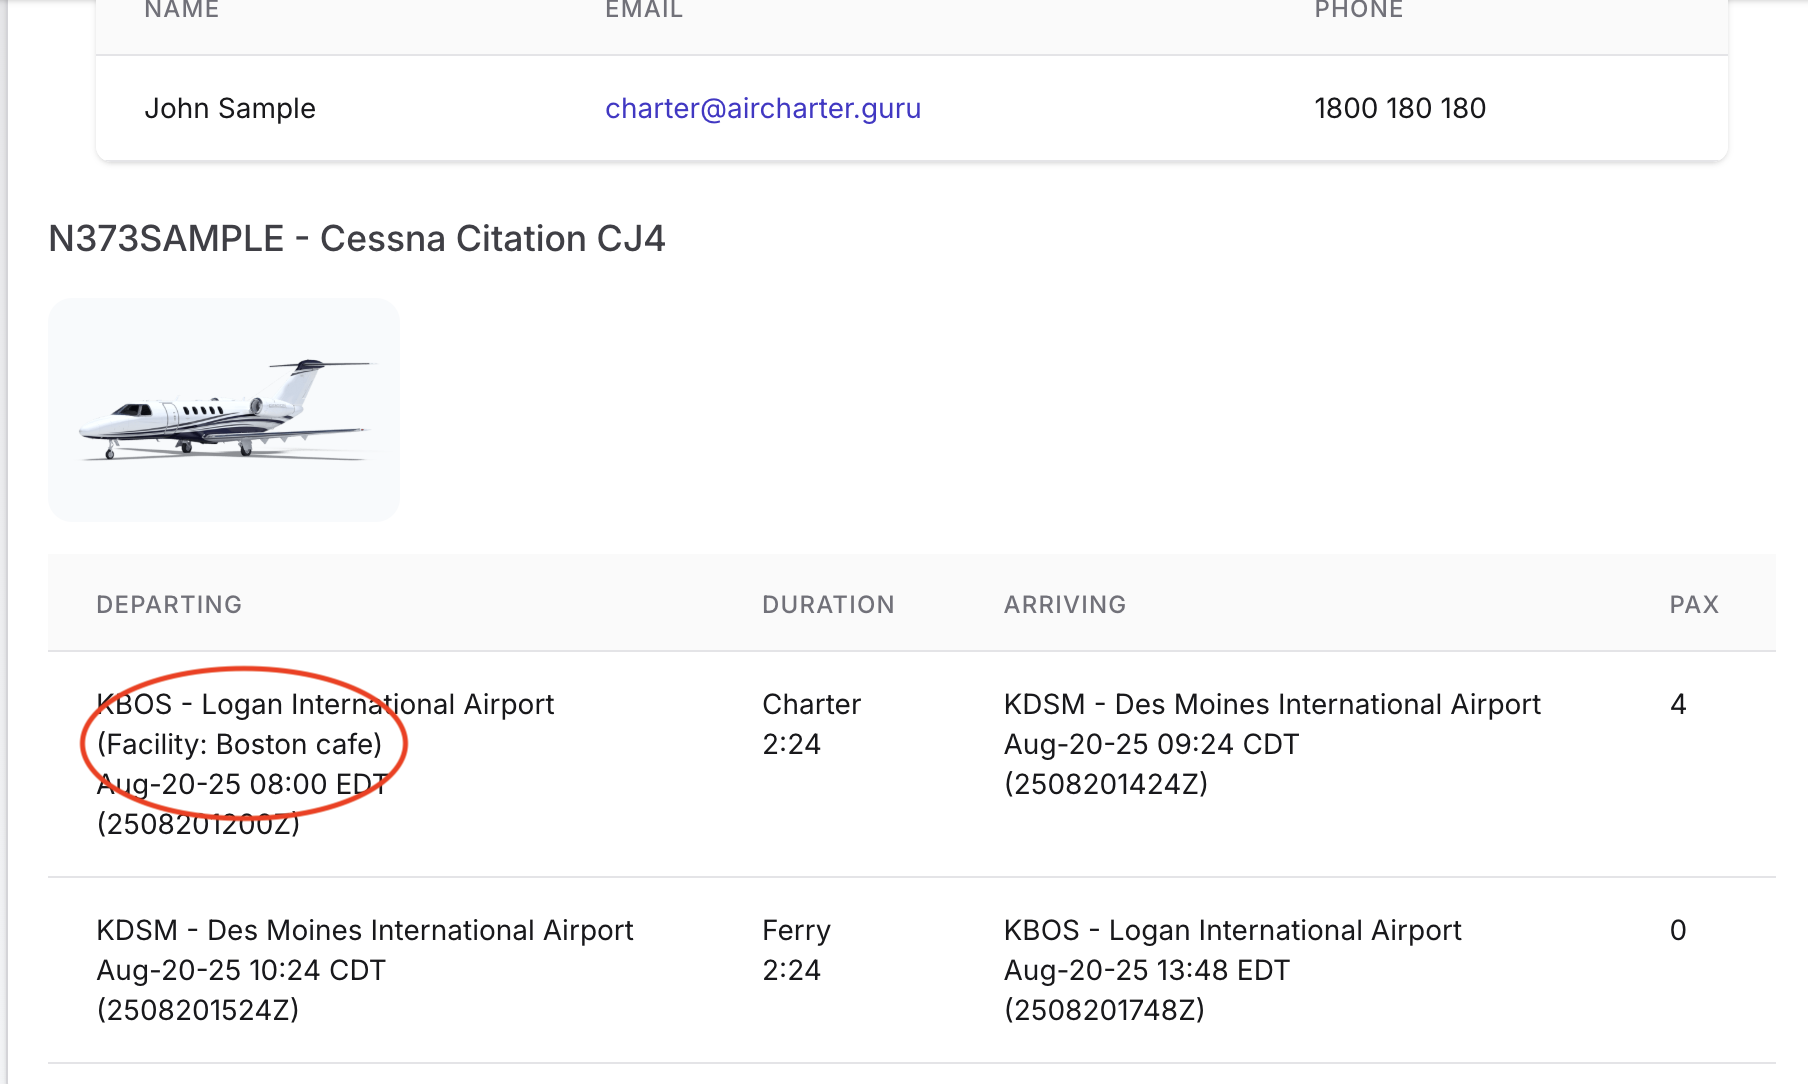 NAME EMAIL PHONE
John Sample charter@aircharter.guru 1800 180 180
N373SAMPLE - Cessna Citation CJ4
DEPARTING DURATION ARRIVING PAX
KBOS - Logan International Airport Charter KDSM - Des Moines International Airport 4
(Facility: Boston cafe) 2:24 Aug-20-25 09:24 CDT
Aug-20-25 08:00 EDT (2508201424Z)
(2508201200Z)
KDSM - Des Moines International Airport Ferry KBOS - Logan International Airport 0
Aug-20-25 10:24 CDT 2:24 Aug-20-25 13:48 EDT
(2508201524Z) (2508201748Z)